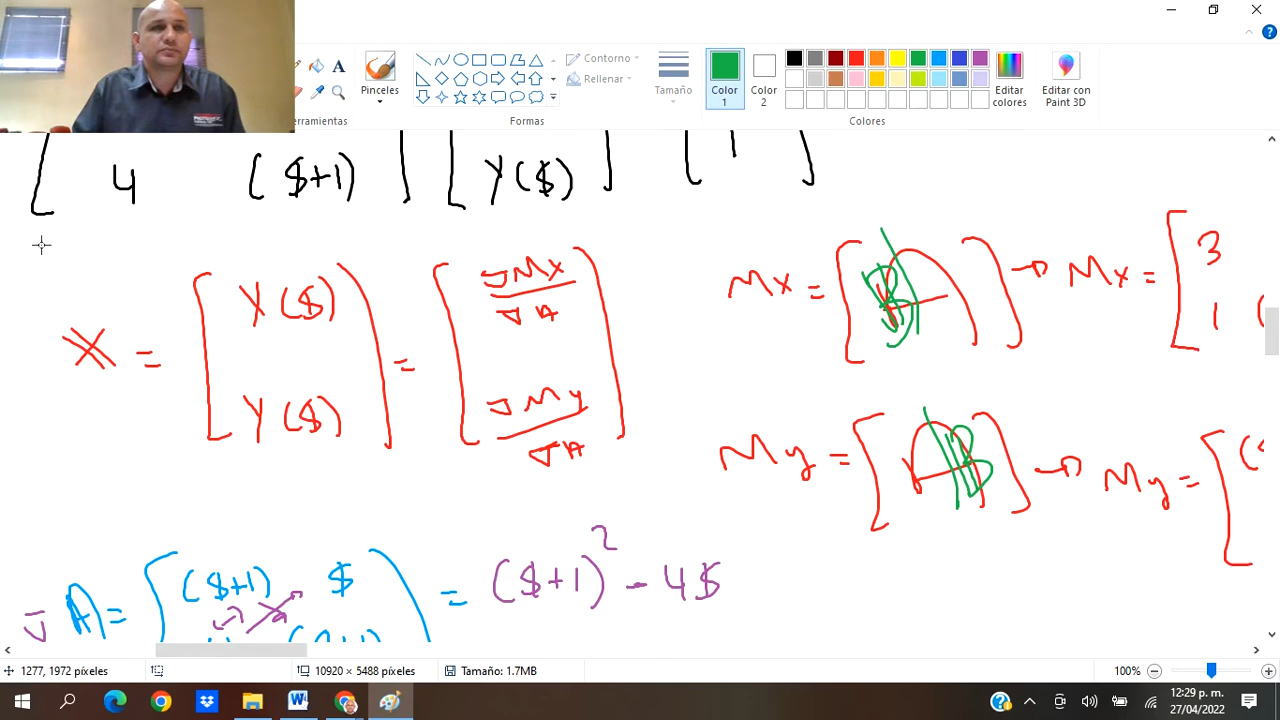 Contorno
Rellenar
Pinceles
Tamaño
Color 1
Color 2
Editar colores
Editar con Paint 3D
Formas
Colores
4 ($+1) Y($) 1
Y($)
Mx
Mx = [A] → Mx = [3
1
Y($)
My
My = [A] → My = [
A = [($+1) $
= ($+1)² - 4$
1277, 1972 píxeles
10920 × 5488 píxeles
Tamaño: 1.7MB
100%
12:29 p. m.
27/04/2022